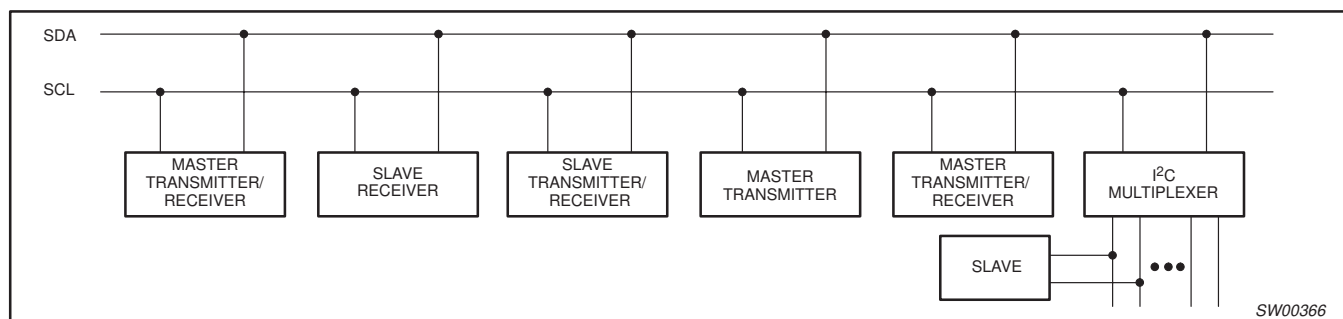 SDA
SCL
MASTER
TRANSMITTER/
RECEIVER
SLAVE
RECEIVER
SLAVE
TRANSMITTER/
RECEIVER
MASTER
TRANSMITTER
MASTER
TRANSMITTER/
RECEIVER
I²C
MULTIPLEXER
SLAVE
SW00366